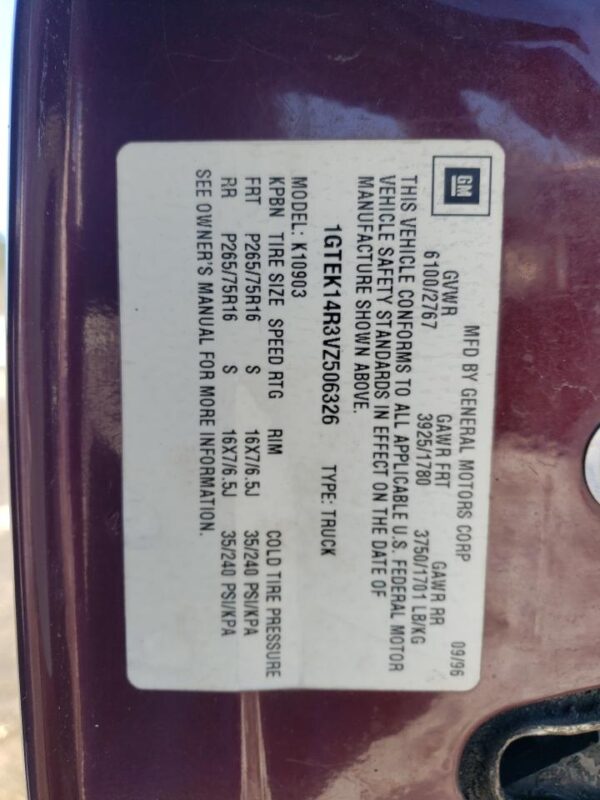 GM
MFD BY GENERAL MOTORS CORP 09/96
GVWR GAWR FRT GAWR RR
6100/2767 3925/1780 3750/1701 LB/KG
THIS VEHICLE CONFORMS TO ALL APPLICABLE U.S. FEDERAL MOTOR
VEHICLE SAFETY STANDARDS IN EFFECT ON THE DATE OF
MANUFACTURE SHOWN ABOVE.
1GTEK14R3VZ506326 TYPE: TRUCK
MODEL: K10903
KPBN TIRE SIZE SPEED RTG RIM COLD TIRE PRESSURE
FRT P265/75R16 S 16X7/6.5J 35/240 PSI/KPA
RR P265/75R16 S 16X7/6.5J 35/240 PSI/KPA
SEE OWNER'S MANUAL FOR MORE INFORMATION.